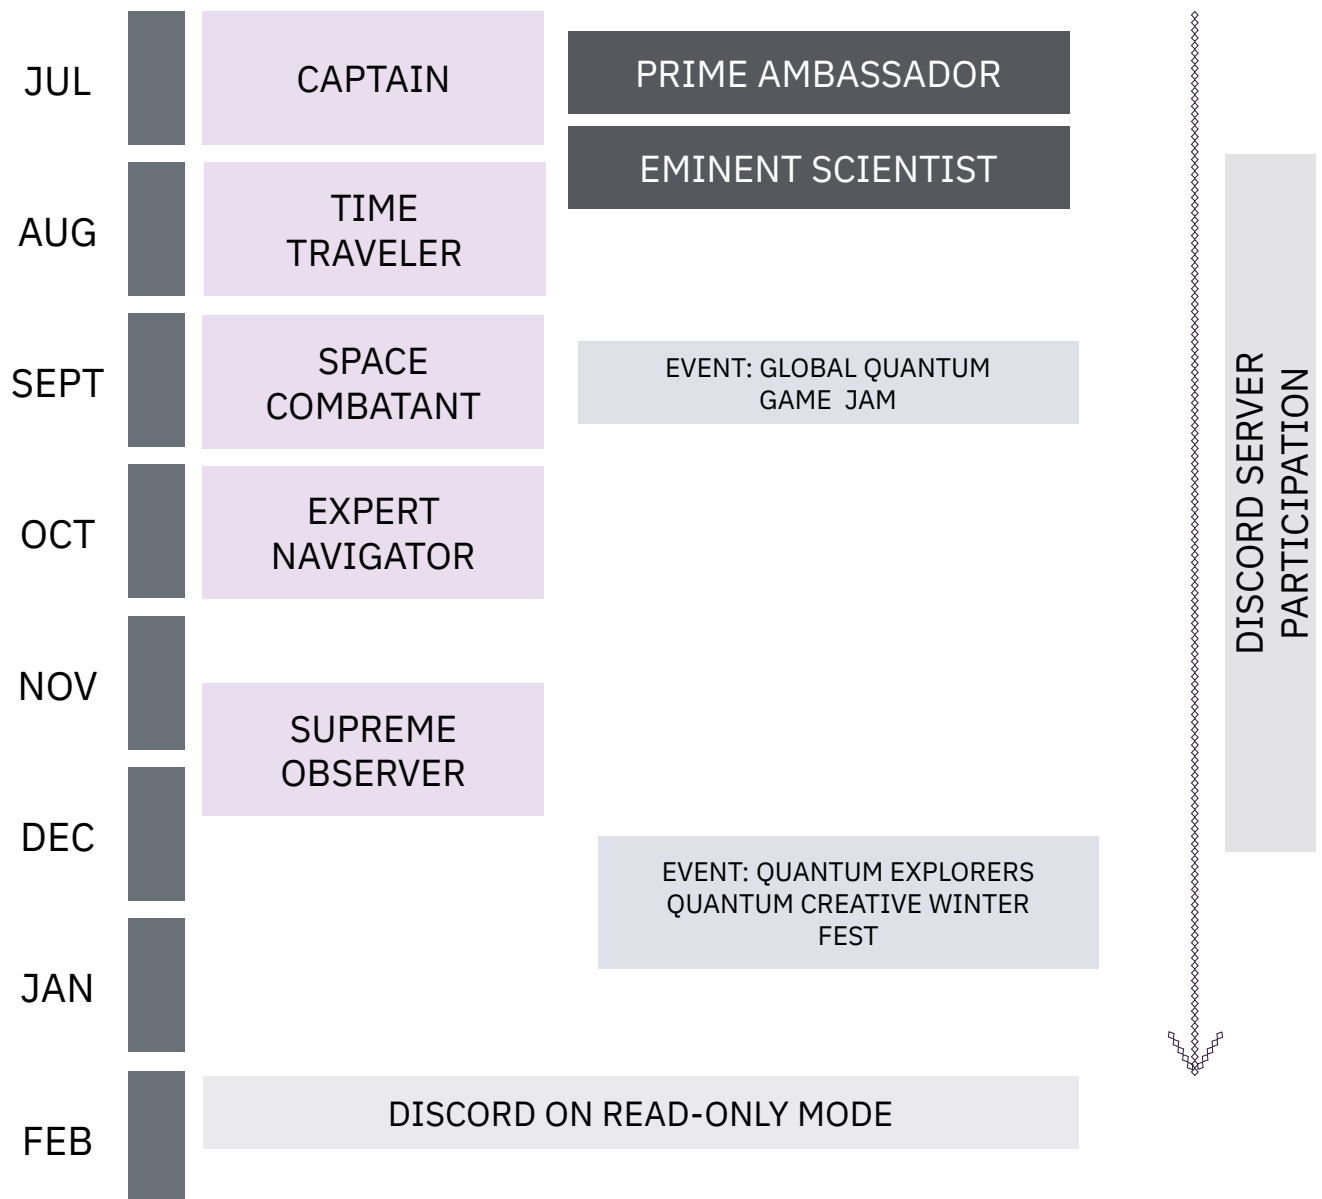 JUL
CAPTAIN
PRIME AMBASSADOR
EMINENT SCIENTIST
AUG
TIME
TRAVELER
SEPT
SPACE
COMBATANT
EVENT: GLOBAL QUANTUM
GAME JAM
OCT
EXPERT
NAVIGATOR
NOV
SUPREME
OBSERVER
DEC
EVENT: QUANTUM EXPLORERS
QUANTUM CREATIVE WINTER
FEST
JAN
FEB
DISCORD ON READ-ONLY MODE
DISCORD SERVER
PARTICIPATION